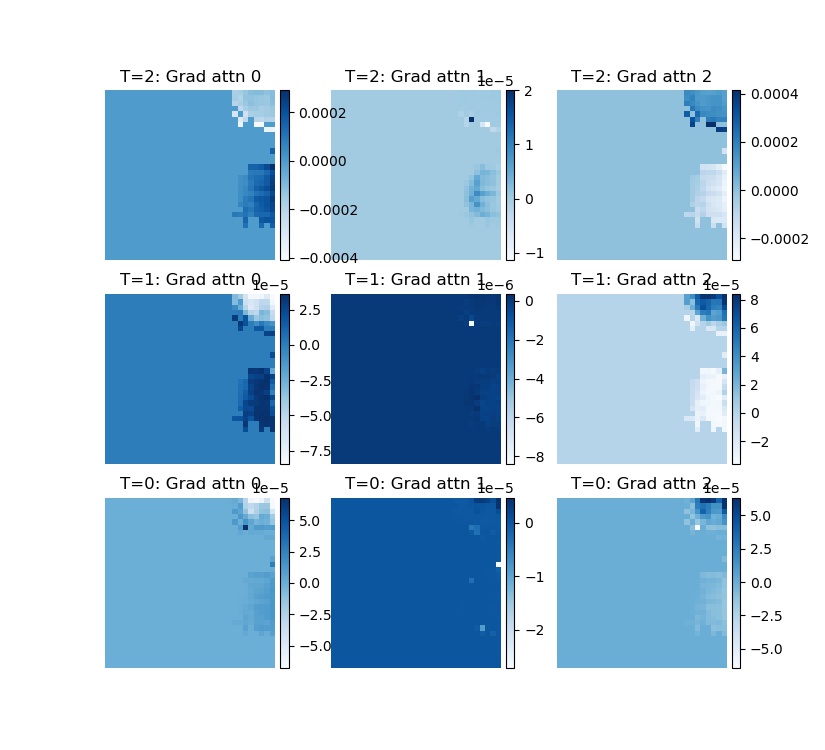 T=2: Grad attn 0
T=2: Grad attn 1
T=2: Grad attn 2
1e−5
0.0002
0.0000
−0.0002
−0.0004
2
1
0
−1
0.0004
0.0002
0.0000
−0.0002
T=1: Grad attn 0
T=1: Grad attn 1
T=1: Grad attn 2
1e−5
1e−6
1e−5
2.5
0.0
−2.5
−5.0
−7.5
0
−2
−4
−6
−8
8
6
4
2
0
−2
T=0: Grad attn 0
T=0: Grad attn 1
T=0: Grad attn 2
1e−5
1e−5
1e−5
5.0
2.5
0.0
−2.5
−5.0
0
−1
−2
5.0
2.5
0.0
−2.5
−5.0